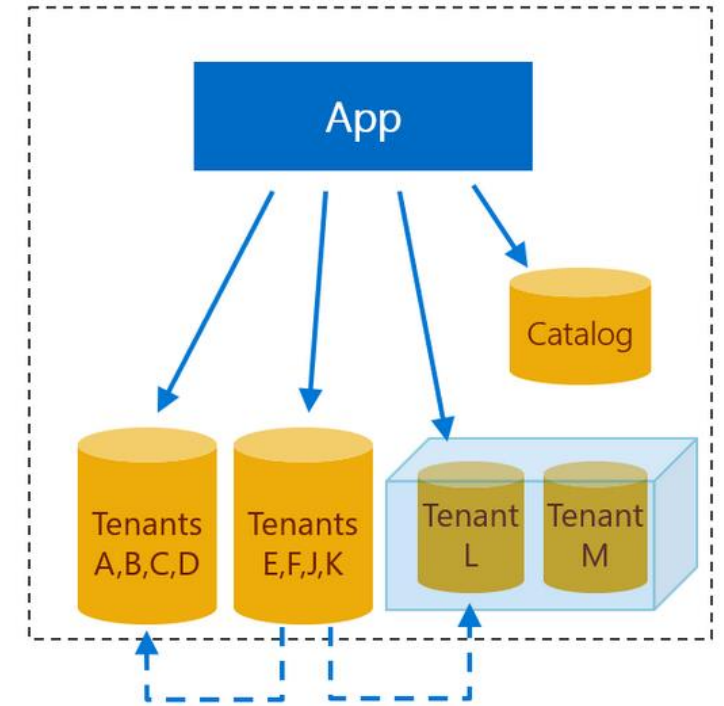 App
Catalog
Tenants
A,B,C,D
Tenants
E,F,J,K
Tenant
L
Tenant
M